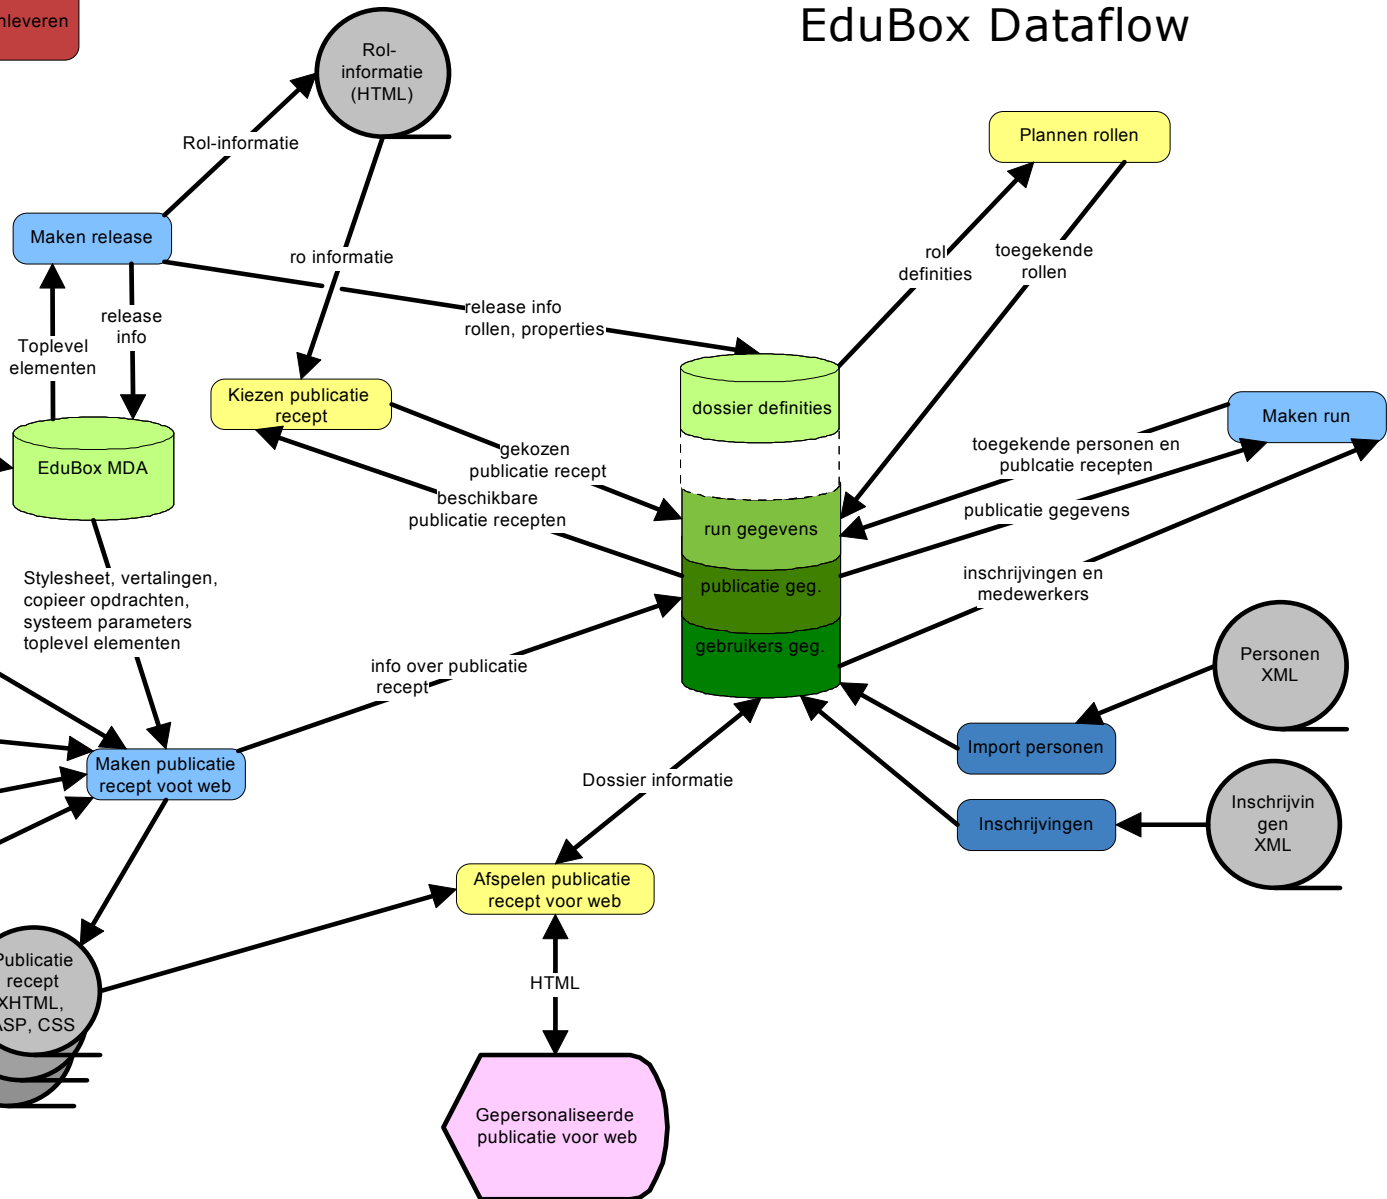 EduBox Dataflow
nleveren
Rol-
informatie
(HTML)
Rol-informatie
Plannen rollen
Maken release
ro informatie
rol
definities
toegekende
rollen
release
info
Toplevel
elementen
release info
rollen, properties
Kiezen publicatie
recept
dossier definities
Maken run
EduBox MDA
gekozen
publicatie recept
toegekende personen en
publcatie recepten
beschikbare
publicatie recepten
publicatie gegevens
run gegevens
Stylesheet, vertalingen,
copieer opdrachten,
systeem parameters
toplevel elementen
publicatie geg.
inschrijvingen en
medewerkers
gebruikers geg.
info over publicatie
recept
Personen
XML
Import personen
Maken publicatie
recept voot web
Dossier informatie
Inschrijvingen
Inschrijvin
gen
XML
Afspelen publicatie
recept voor web
Publicatie
recept
XHTML,
ASP, CSS
HTML
Gepersonaliseerde
publicatie voor web